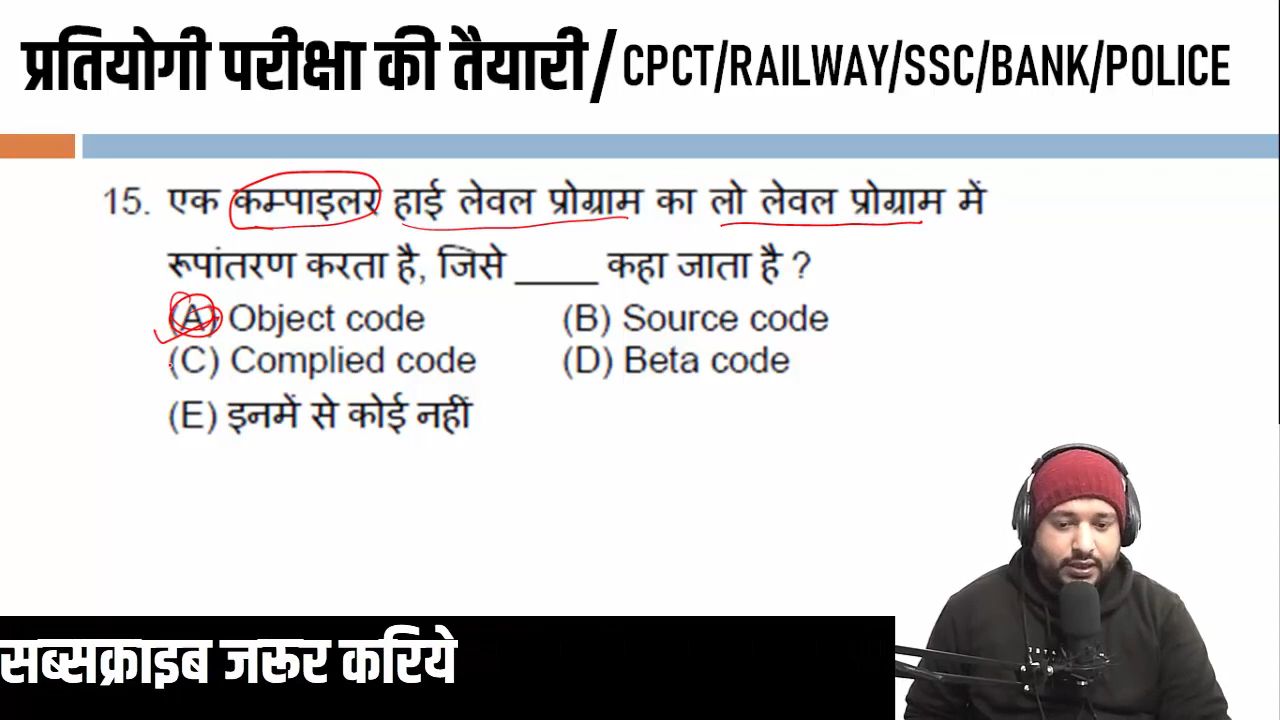 प्रतियोगी परीक्षा की तैयारी/CPCT/RAILWAY/SSC/BANK/POLICE
15. एक कम्पाइलर हाई लेवल प्रोग्राम का लो लेवल प्रोग्राम में
रूपांतरण करता है, जिसे ____ कहा जाता है ?
(A) Object code (B) Source code
(C) Complied code (D) Beta code
(E) इनमें से कोई नहीं
सब्सक्राइब जरूर करिये